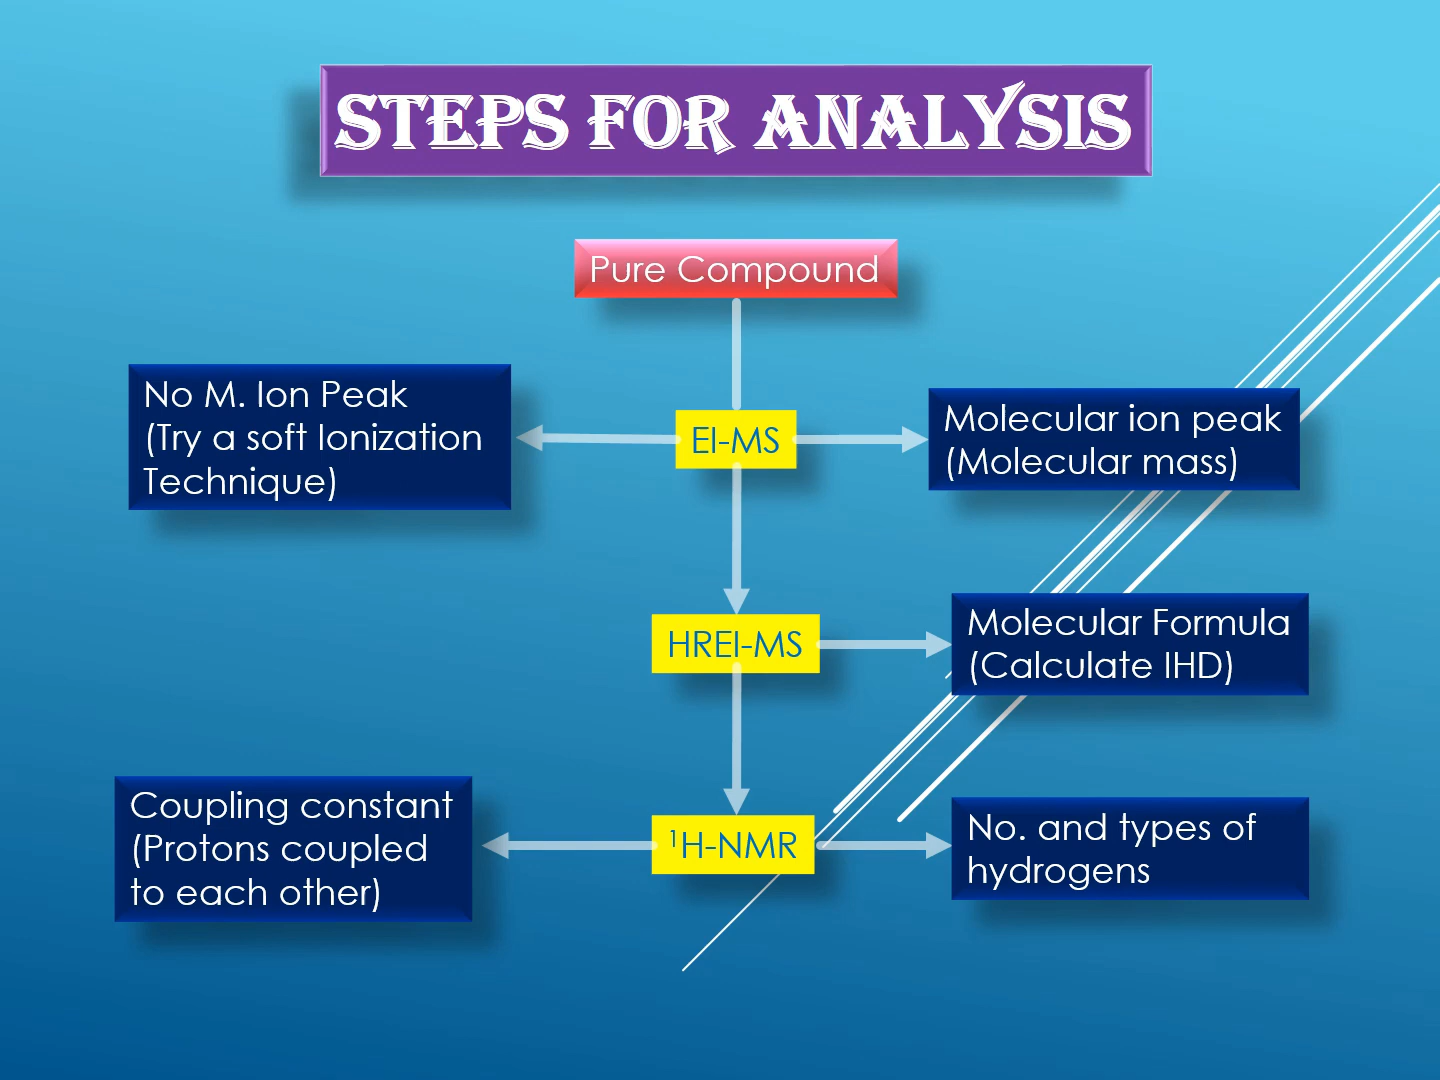 STEPS FOR ANALYSIS
Pure Compound
No M. Ion Peak
(Try a soft Ionization
Technique)
EI-MS
Molecular ion peak
(Molecular mass)
HREI-MS
Molecular Formula
(Calculate IHD)
Coupling constant
(Protons coupled
to each other)
¹H-NMR
No. and types of
hydrogens